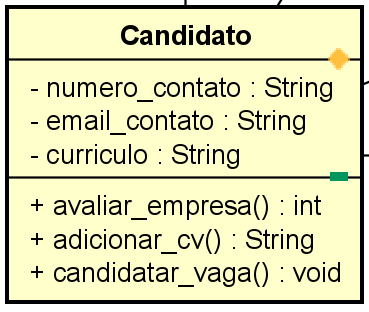 Candidato
- numero_contato : String
- email_contato : String
- curriculo : String
+ avaliar_empresa() : int
+ adicionar_cv() : String
+ candidatar_vaga() : void